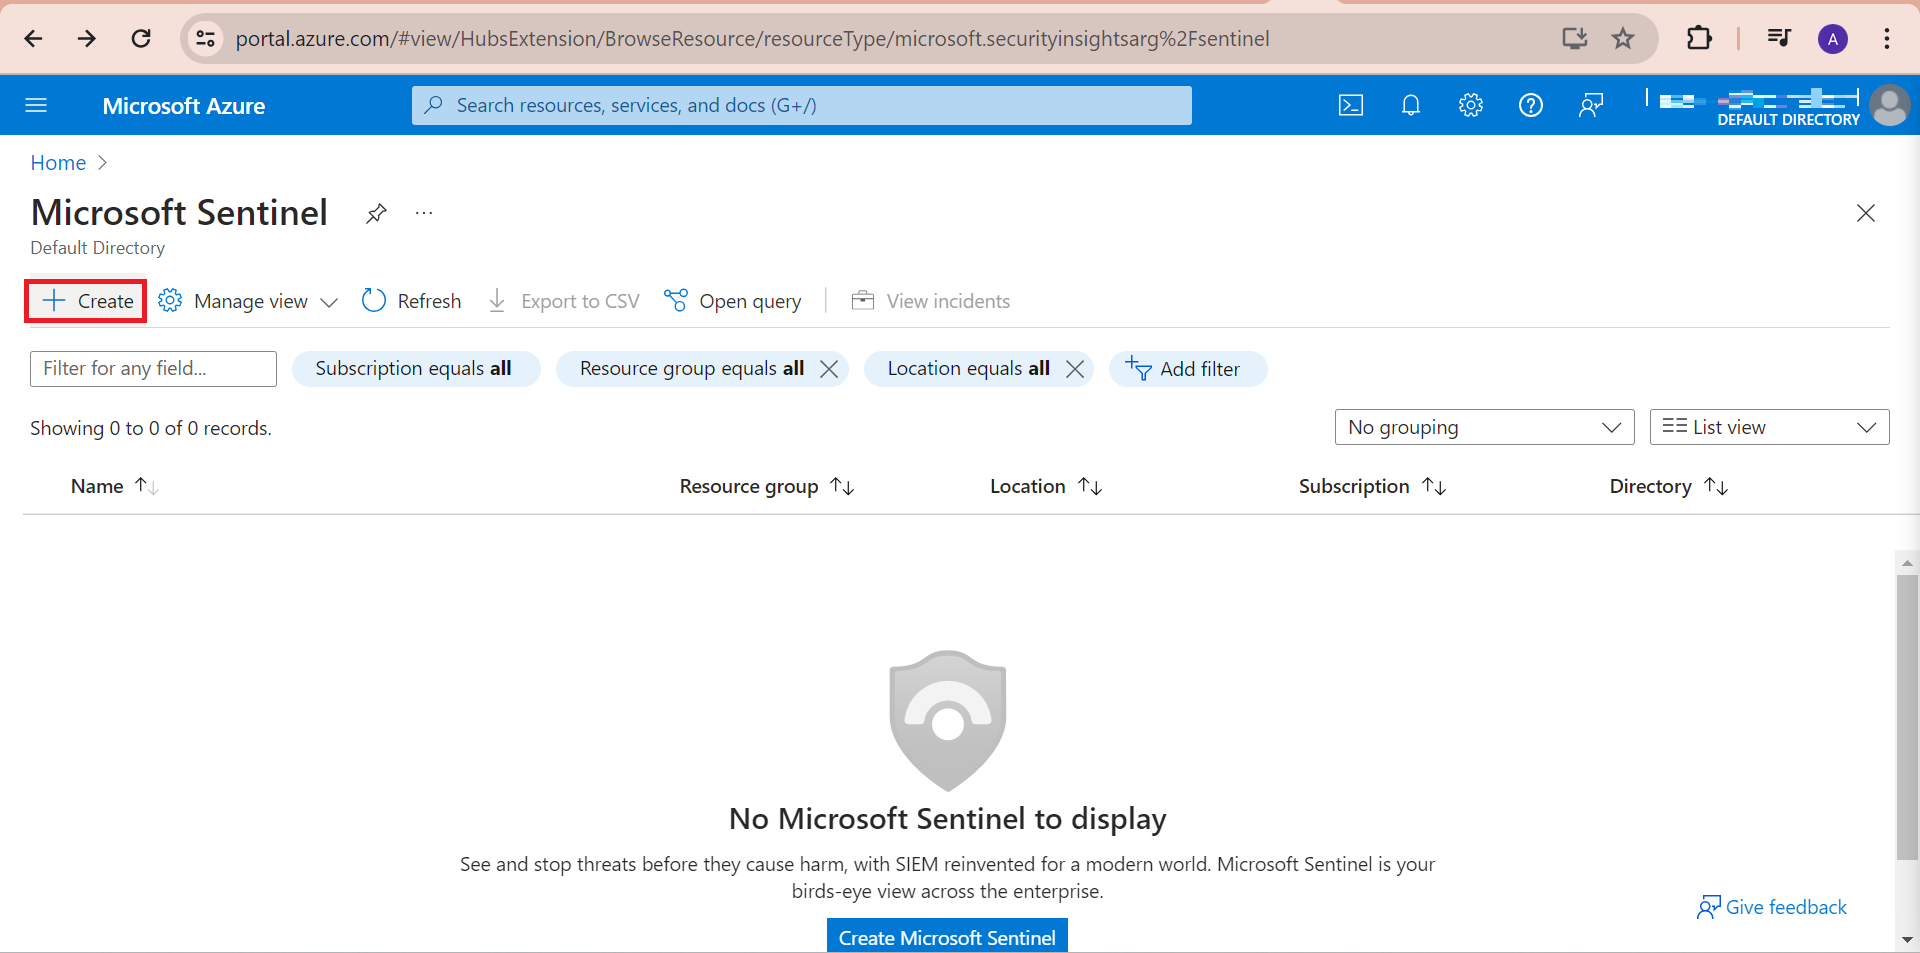 portal.azure.com/#view/HubsExtension/BrowseResource/resourceType/microsoft.securityinsightsarg%2Fsentinel
A
Microsoft Azure
Search resources, services, and docs (G+/)
DEFAULT DIRECTORY
Home
Microsoft Sentinel
Default Directory
Create
Manage view
Refresh
Export to CSV
Open query
View incidents
Filter for any field...
Subscription equals all
Resource group equals all
Location equals all
Add filter
Showing 0 to 0 of 0 records.
No grouping
List view
Name
Resource group
Location
Subscription
Directory
No Microsoft Sentinel to display
See and stop threats before they cause harm, with SIEM reinvented for a modern world. Microsoft Sentinel is your
birds-eye view across the enterprise.
Give feedback
Create Microsoft Sentinel